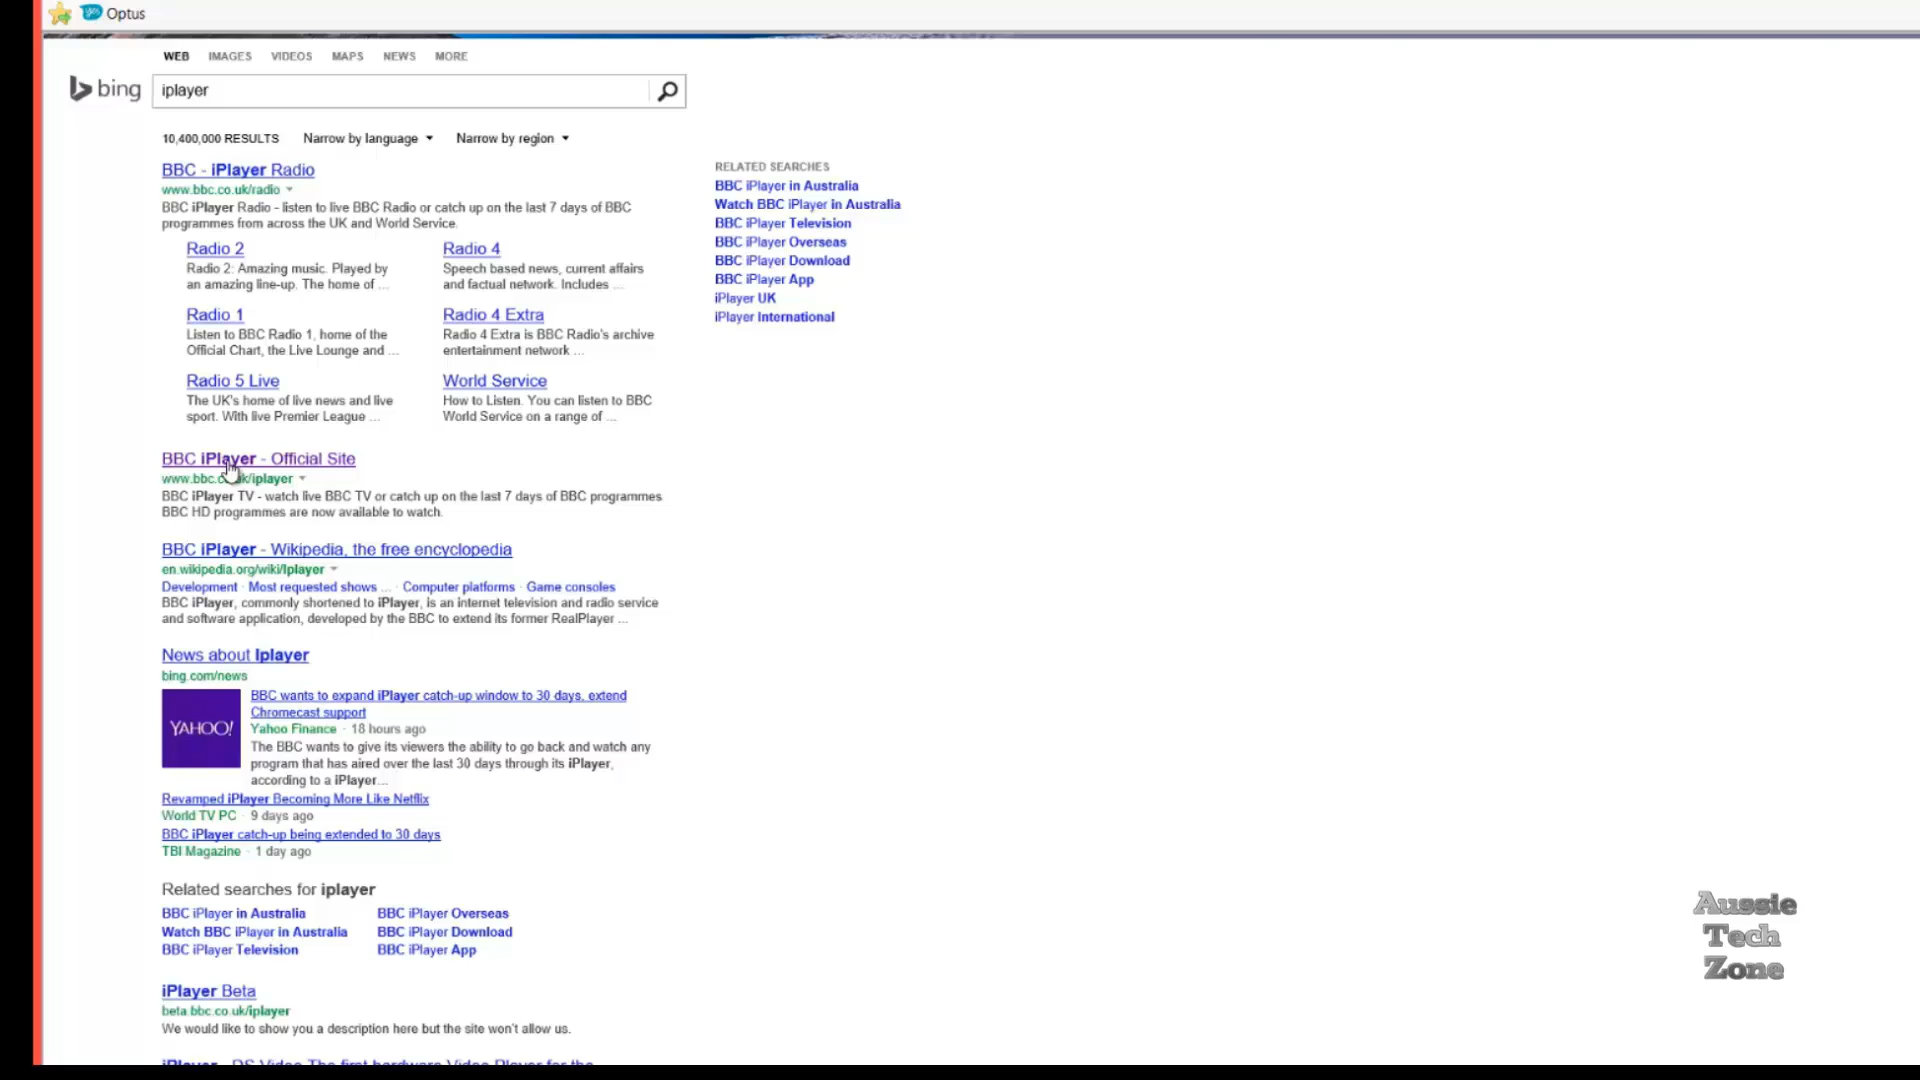 Optus
WEB IMAGES VIDEOS MAPS NEWS MORE
bing iplayer
10,400,000 RESULTS Narrow by language Narrow by region
BBC - iPlayer Radio
www.bbc.co.uk/radio
BBC iPlayer Radio - listen to live BBC Radio or catch up on the last 7 days of BBC
programmes from across the UK and World Service.
Radio 2
Radio 2: Amazing music. Played by
an amazing line-up. The home of ...
Radio 4
Speech based news, current affairs
and factual network. Includes ...
Radio 1
Listen to BBC Radio 1, home of the
Official Chart, the Live Lounge and ...
Radio 4 Extra
Radio 4 Extra is BBC Radio's archive
entertainment network ...
Radio 5 Live
The UK's home of live news and live
sport. With live Premier League ...
World Service
How to Listen. You can listen to BBC
World Service on a range of ...
BBC iPlayer - Official Site
www.bbc.co.uk/iplayer
BBC iPlayer TV - watch live BBC TV or catch up on the last 7 days of BBC programmes
BBC HD programmes are now available to watch.
BBC iPlayer - Wikipedia, the free encyclopedia
en.wikipedia.org/wiki/Iplayer
Development · Most requested shows ... · Computer platforms · Game consoles
BBC iPlayer, commonly shortened to iPlayer, is an internet television and radio service
and software application, developed by the BBC to extend its former RealPlayer ...
News about Iplayer
bing.com/news
YAHOO!
BBC wants to expand iPlayer catch-up window to 30 days, extend
Chromecast support
Yahoo Finance · 18 hours ago
The BBC wants to give its viewers the ability to go back and watch any
program that has aired over the last 30 days through its iPlayer,
according to a iPlayer...
Revamped iPlayer Becoming More Like Netflix
World TV PC · 9 days ago
BBC iPlayer catch-up being extended to 30 days
TBI Magazine · 1 day ago
Related searches for iplayer
BBC iPlayer in Australia
Watch BBC iPlayer in Australia
BBC iPlayer Television
BBC iPlayer Overseas
BBC iPlayer Download
BBC iPlayer App
iPlayer Beta
beta.bbc.co.uk/iplayer
We would like to show you a description here but the site won't allow us.
iPlayer - DS Video The first hardware Video Player for the
RELATED SEARCHES
BBC iPlayer in Australia
Watch BBC iPlayer in Australia
BBC iPlayer Television
BBC iPlayer Overseas
BBC iPlayer Download
BBC iPlayer App
iPlayer UK
iPlayer International
Aussie
Tech
Zone